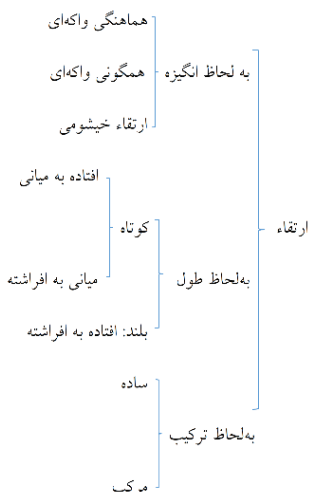 ارتقاء
به لحاظ انگیزه
هماهنگی واکه‌ای
همگونی واکه‌ای
ارتقاء خیشومی
به‌لحاظ طول
کوتاه
افتاده به میانی
میانی به افراشته
بلند: افتاده به افراشته
به‌لحاظ ترکیب
ساده
مرکب